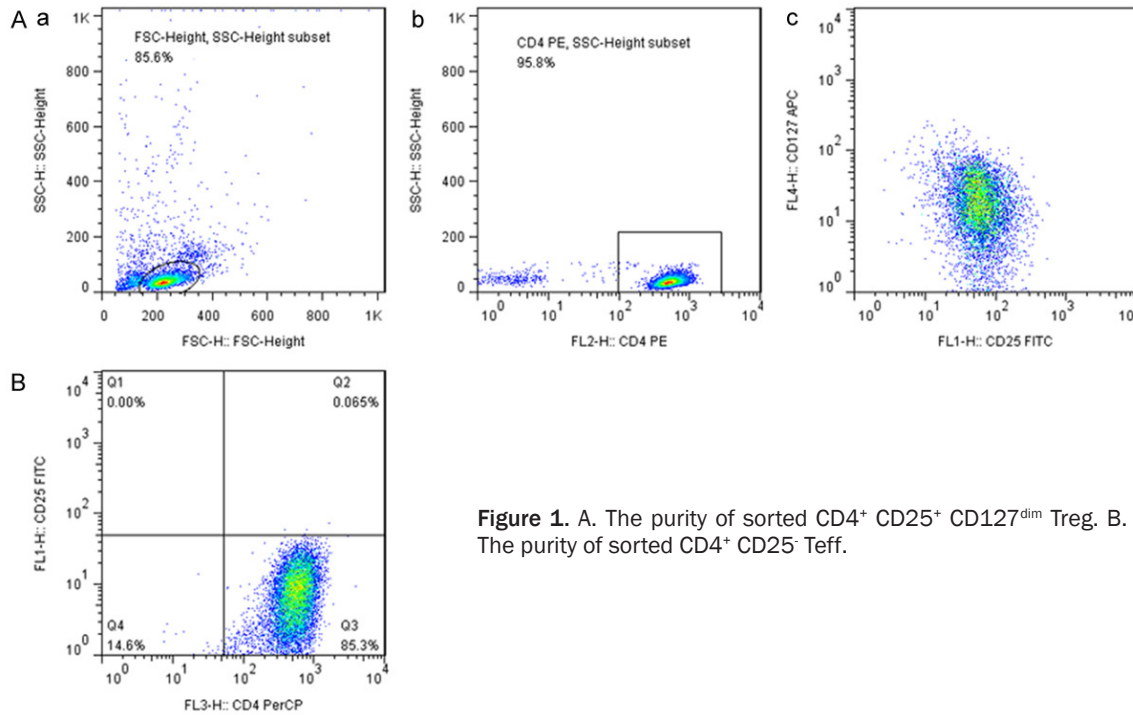 A
a
FSC-Height, SSC-Height subset
85.6%
SSC-H:: SSC-Height
1K
800
600
400
200
0
0 200 400 600 800 1K
FSC-H:: FSC-Height
b
CD4 PE, SSC-Height subset
95.8%
SSC-H:: SSC-Height
1K
800
600
400
200
0
10^0 10^1 10^2 10^3 10^4
FL2-H:: CD4 PE
c
FL4-H:: CD127 APC
10^4
10^3
10^2
10^1
10^0
10^0 10^1 10^2 10^3 10
FL1-H:: CD25 FITC
B
Q1
0.00%
Q2
0.065%
FL1-H:: CD25 FITC
10^4
10^3
10^2
10^1
10^0
Q4
14.6%
Q3
85.3%
10^0 10^1 10^2 10^3 10^4
FL3-H:: CD4 PerCP
Figure 1. A. The purity of sorted CD4⁺ CD25⁺ CD127ᵈⁱᵐ Treg. B.
The purity of sorted CD4⁺ CD25⁻ Teff.